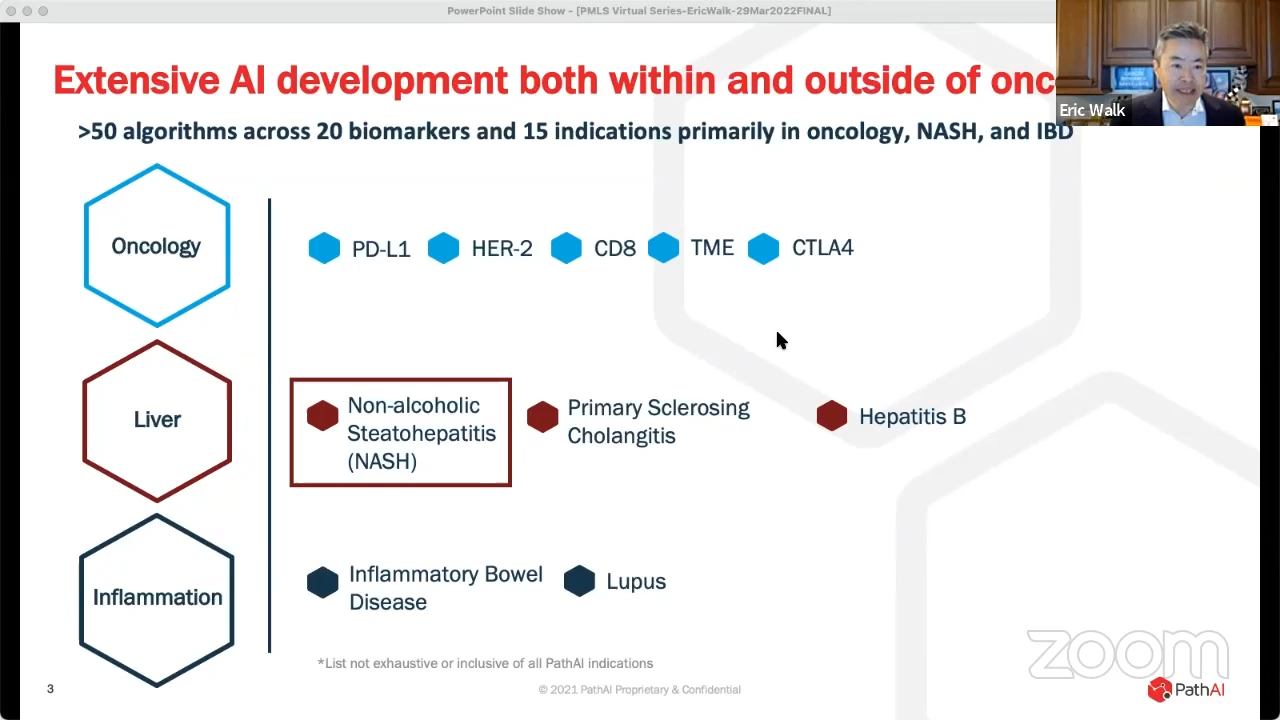 PowerPoint Slide Show - [PMLS Virtual Series-EricWalk-29Mar2022FINAL]
Extensive AI development both within and outside of onc
Eric Walk
>50 algorithms across 20 biomarkers and 15 indications primarily in oncology, NASH, and IBD
Oncology
PD-L1 HER-2 CD8 TME CTLA4
Liver
Non-alcoholic
Steatohepatitis
(NASH)
Primary Sclerosing
Cholangitis
Hepatitis B
Inflammation
Inflammatory Bowel
Disease
Lupus
*List not exhaustive or inclusive of all PathAI indications
zoom
3
© 2021 PathAI Proprietary & Confidential
PathAI